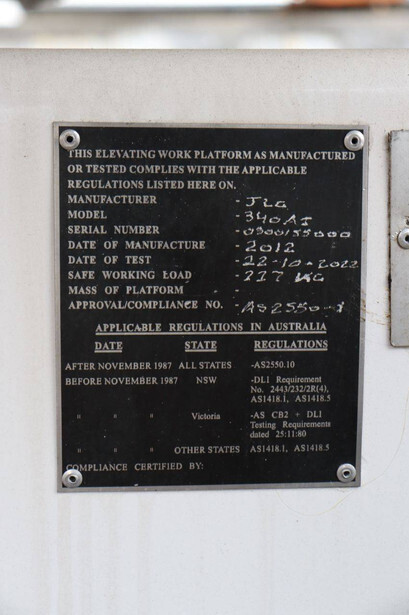 THIS ELEVATING WORK PLATFORM AS MANUFACTURED
OR TESTED COMPLIES WITH THE APPLICABLE
REGULATIONS LISTED HERE ON.
MANUFACTURER - JLG
MODEL - 340AJ
SERIAL NUMBER - 0300155000
DATE OF MANUFACTURE - 2012
DATE OF TEST - 22-10-2022
SAFE WORKING LOAD - 227 KG
MASS OF PLATFORM -
APPROVAL/COMPLIANCE NO. - AS2550-1
APPLICABLE REGULATIONS IN AUSTRALIA
DATE STATE REGULATIONS
AFTER NOVEMBER 1987 ALL STATES -AS2550.10
BEFORE NOVEMBER 1987 NSW -DL1 Requirement
No. 2443/232/2R(4),
AS1418.1, AS1418.5
" " " Victoria -AS CB2 + DL1
Testing Requirements
dated 25:11:80
" " " OTHER STATES AS1418.1, AS1418.5
COMPLIANCE CERTIFIED BY: